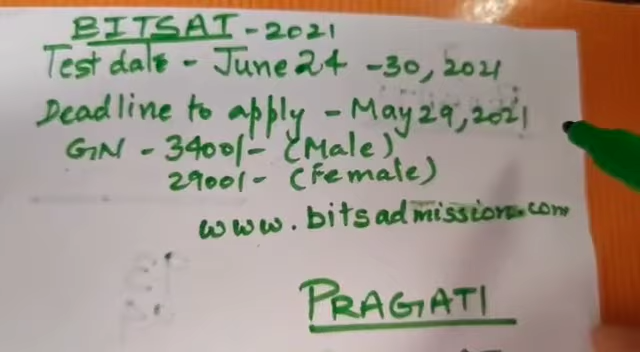 BITSAT - 2021
Test date - June 24 - 30, 2021
Deadline to apply - May 29, 2021
GN - 3400/- (Male)
2900/- (Female)
www.bitsadmission.com
PRAGATI